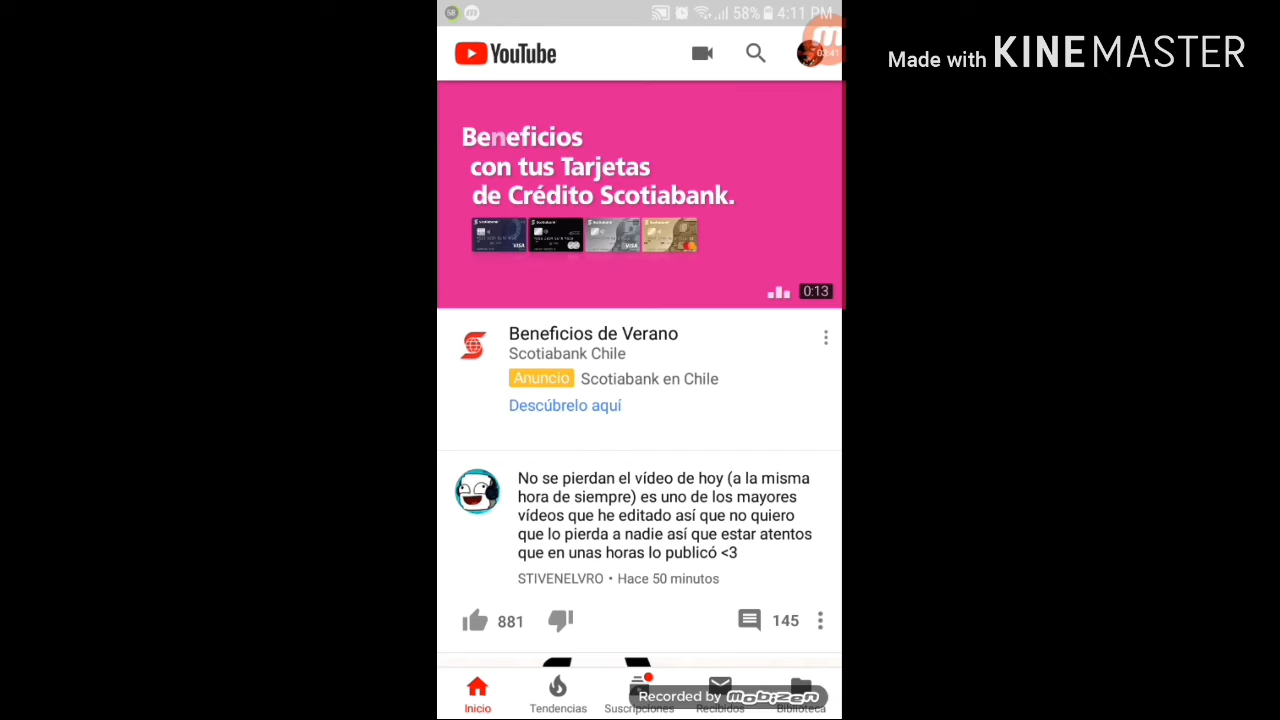 58% 4:11 PM
Made with KINEMASTER
YouTube
03:41
Beneficios
con tus Tarjetas
de Crédito Scotiabank.
0:13
Beneficios de Verano
Scotiabank Chile
Anuncio Scotiabank en Chile
Descúbrelo aquí
No se pierdan el vídeo de hoy (a la misma
hora de siempre) es uno de los mayores
vídeos que he editado así que no quiero
que lo pierda a nadie así que estar atentos
que en unas horas lo publicó <3
STIVENELVRO • Hace 50 minutos
881
145
Recorded by mobizen
Inicio
Tendencias
Suscripciones
Recibidos
Biblioteca